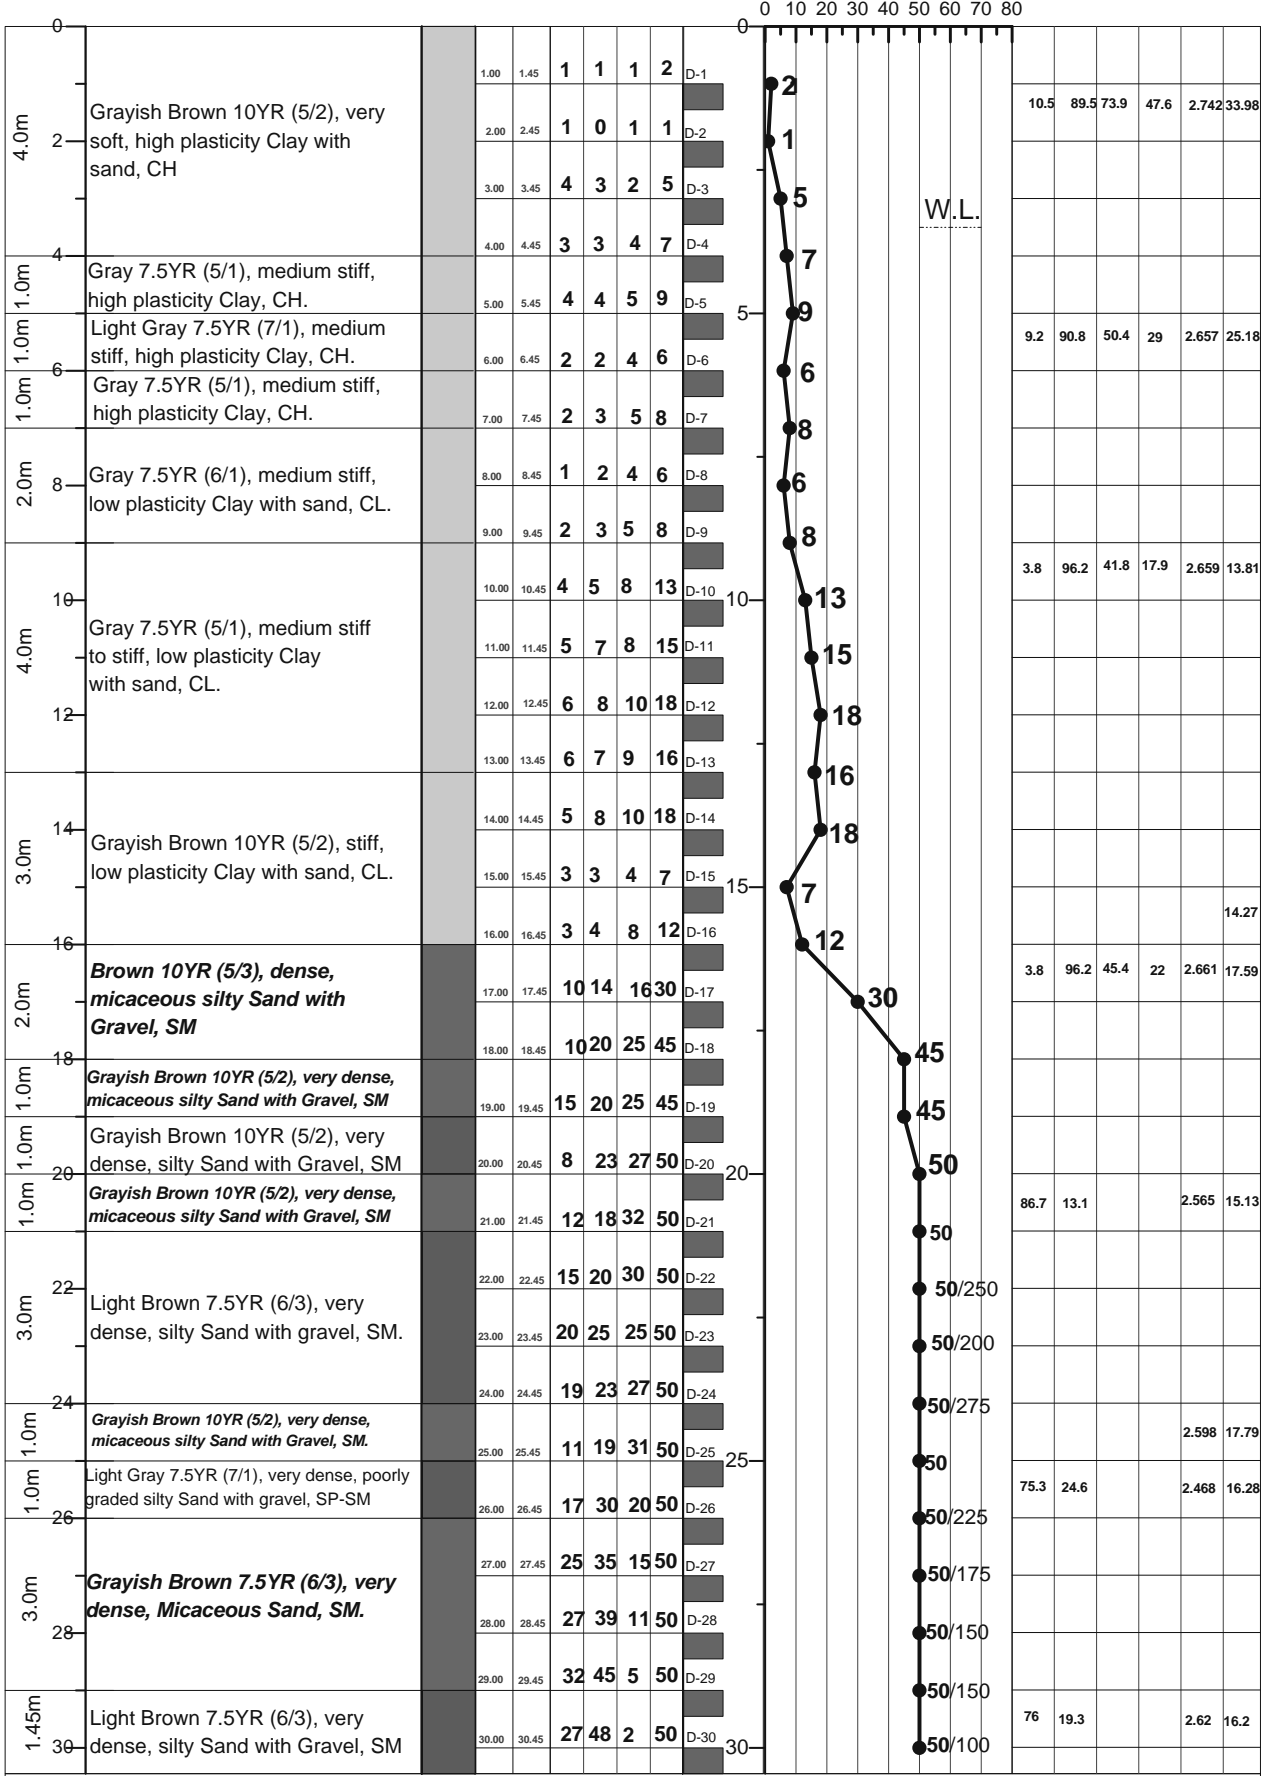 0 10 20 30 40 50 60 70 80
0 0
1.00 1.45 1 1 1 2 D-1 2
10.5 89.5 73.9 47.6 2.742 33.98
4.0m
Grayish Brown 10YR (5/2), very
soft, high plasticity Clay with
sand, CH
2 2.00 2.45 1 0 1 1 D-2 1
3.00 3.45 4 3 2 5 D-3 5
W.L.
4 4.00 4.45 3 3 4 7 D-4 7
1.0m
Gray 7.5YR (5/1), medium stiff,
high plasticity Clay, CH.
5.00 5.45 4 4 5 9 D-5 5 9
1.0m
Light Gray 7.5YR (7/1), medium
stiff, high plasticity Clay, CH.
9.2 90.8 50.4 29 2.657 25.18
6 6.00 6.45 2 2 4 6 D-6 6
1.0m
Gray 7.5YR (5/1), medium stiff,
high plasticity Clay, CH.
7.00 7.45 2 3 5 8 D-7 8
2.0m
Gray 7.5YR (6/1), medium stiff,
low plasticity Clay with sand, CL.
8 8.00 8.45 1 2 4 6 D-8 6
9.00 9.45 2 3 5 8 D-9 8
3.8 96.2 41.8 17.9 2.659 13.81
10 10.00 10.45 4 5 8 13 D-10 10 13
4.0m
Gray 7.5YR (5/1), medium stiff
to stiff, low plasticity Clay
with sand, CL.
11.00 11.45 5 7 8 15 D-11 15
12 12.00 12.45 6 8 10 18 D-12 18
13.00 13.45 6 7 9 16 D-13 16
14 14.00 14.45 5 8 10 18 D-14 18
3.0m
Grayish Brown 10YR (5/2), stiff,
low plasticity Clay with sand, CL.
15.00 15.45 3 3 4 7 D-15 15 7
14.27
16 16.00 16.45 3 4 8 12 D-16 12
2.0m
Brown 10YR (5/3), dense,
micaceous silty Sand with
Gravel, SM
3.8 96.2 45.4 22 2.661 17.59
17.00 17.45 10 14 16 30 D-17 30
18 18.00 18.45 10 20 25 45 D-18 45
1.0m
Grayish Brown 10YR (5/2), very dense,
micaceous silty Sand with Gravel, SM
19.00 19.45 15 20 25 45 D-19 45
1.0m
Grayish Brown 10YR (5/2), very
dense, silty Sand with Gravel, SM
20 20.00 20.45 8 23 27 50 D-20 20 50
1.0m
Grayish Brown 10YR (5/2), very dense,
micaceous silty Sand with Gravel, SM
86.7 13.1 2.565 15.13
21.00 21.45 12 18 32 50 D-21 50
22 22.00 22.45 15 20 30 50 D-22 50/250
3.0m
Light Brown 7.5YR (6/3), very
dense, silty Sand with gravel, SM.
23.00 23.45 20 25 25 50 D-23 50/200
24 24.00 24.45 19 23 27 50 D-24 50/275
1.0m
Grayish Brown 10YR (5/2), very dense,
micaceous silty Sand with Gravel, SM.
2.598 17.79
25.00 25.45 11 19 31 50 D-25 25 50
1.0m
Light Gray 7.5YR (7/1), very dense, poorly
graded silty Sand with gravel, SP-SM
75.3 24.6 2.468 16.28
26 26.00 26.45 17 30 20 50 D-26 50/225
27.00 27.45 25 35 15 50 D-27 50/175
3.0m
Grayish Brown 7.5YR (6/3), very
dense, Micaceous Sand, SM.
28 28.00 28.45 27 39 11 50 D-28 50/150
29.00 29.45 32 45 5 50 D-29 50/150
1.45m
Light Brown 7.5YR (6/3), very
dense, silty Sand with Gravel, SM
76 19.3 2.62 16.2
30 30.00 30.45 27 48 2 50 D-30 30 50/100